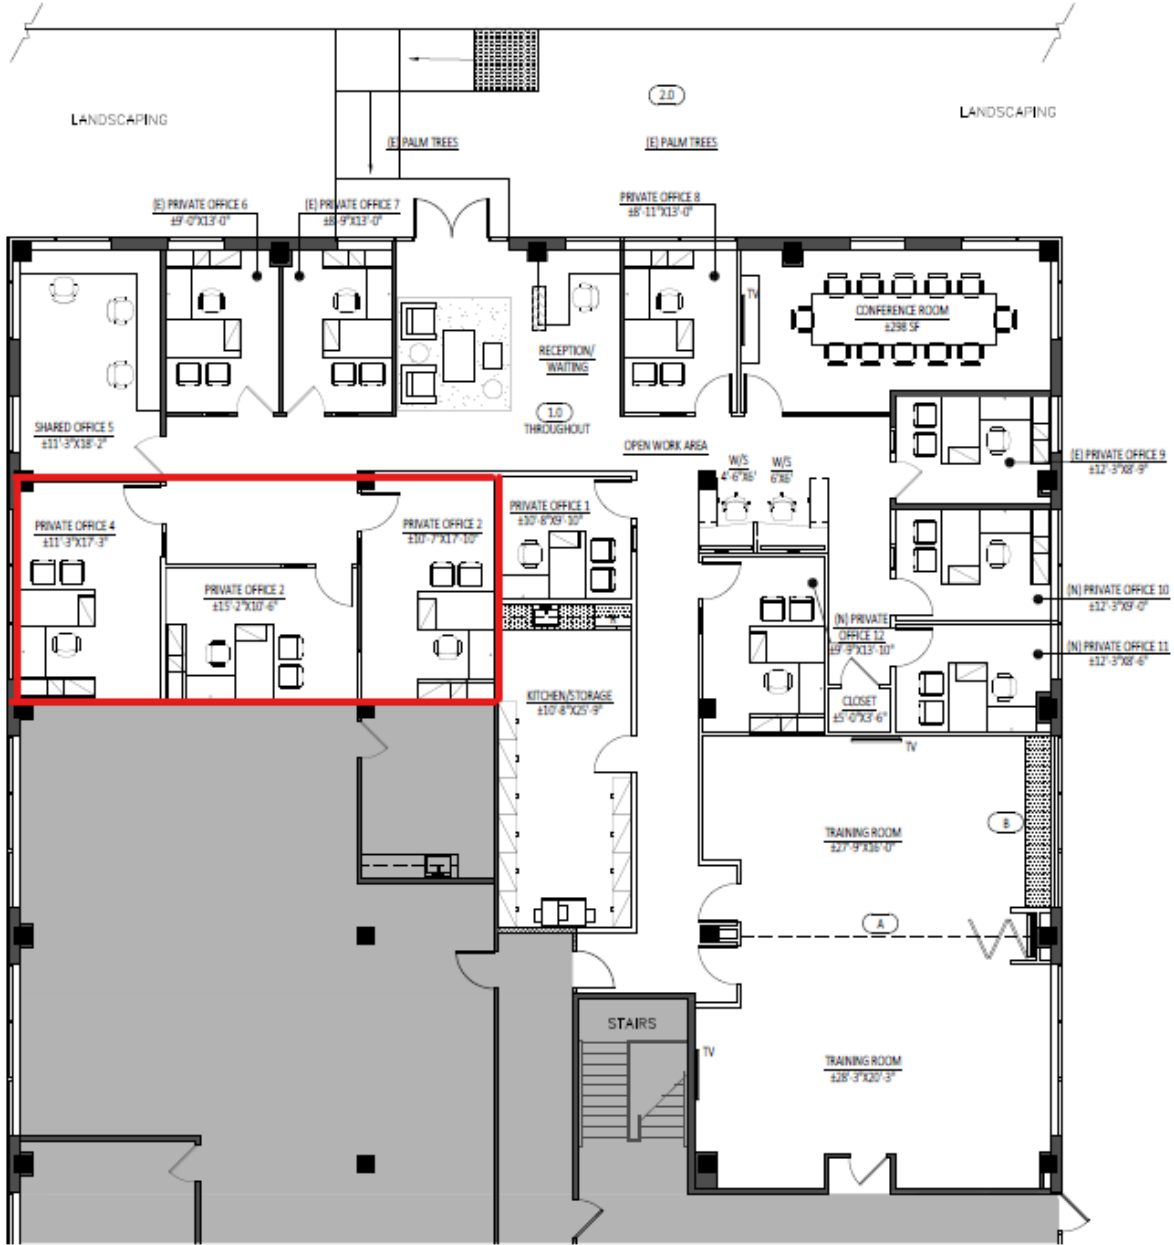 2.0
LANDSCAPING
LANDSCAPING
(E) PALM TREES
(E) PALM TREES
(E) PRIVATE OFFICE 6
±9'-0"X13'-0"
(E) PRIVATE OFFICE 7
±8'-9"X13'-0"
PRIVATE OFFICE 8
±8'-11"X13'-0"
TV
CONFERENCE ROOM
±298 SF
RECEPTION/
WAITING
1.0
THROUGHOUT
SHARED OFFICE 5
±11'-3"X18'-2"
OPEN WORK AREA
W/S
4'-6"X6'
W/S
6'X6'
(E) PRIVATE OFFICE 9
±12'-3"X8'-9"
PRIVATE OFFICE 4
±11'-3"X17'-3"
PRIVATE OFFICE 2
±10'-7"X17'-10"
PRIVATE OFFICE 1
±10'-8"X9'-10"
PRIVATE OFFICE 2
±15'-2"X10'-6"
(N) PRIVATE OFFICE 10
±12'-3"X9'-0"
(N) PRIVATE
OFFICE 12
±9'-9"X13'-10"
(N) PRIVATE OFFICE 11
±12'-3"X8'-6"
KITCHEN/STORAGE
±10'-8"X25'-9"
CLOSET
±5'-0"X3'-6"
TV
TRAINING ROOM
±27'-9"X16'-0"
B
A
STAIRS
TV
TRAINING ROOM
±28'-3"X20'-3"